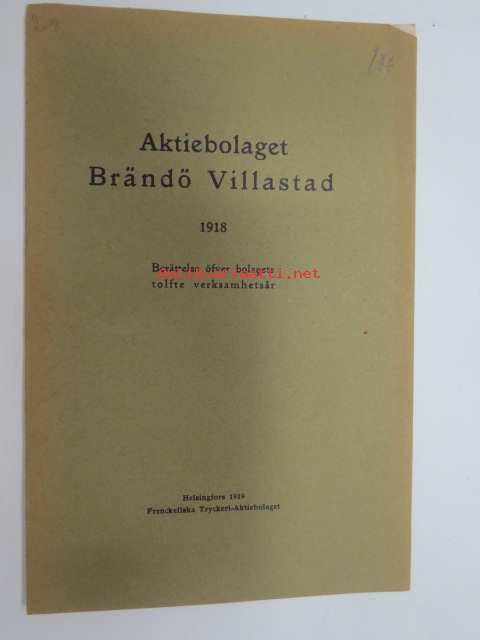 Aktiebolaget
Brändö Villastad
1918
Berättelse öfver bolagets
tolfte verksamhetsår
Helsingfors 1919
Frenckellska Tryckeri-Aktiebolaget